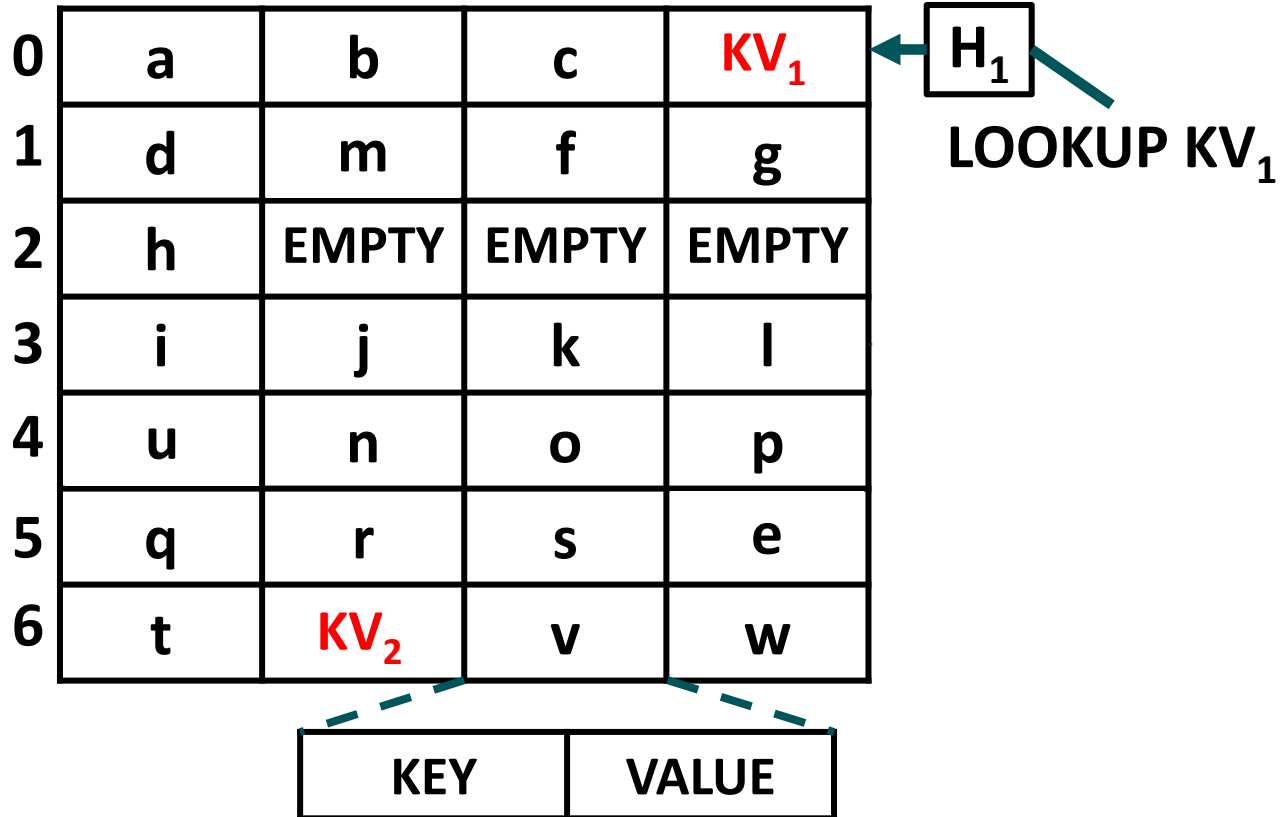 0 a b c KV₁ H₁
1 d m f g LOOKUP KV₁
2 h EMPTY EMPTY EMPTY
3 i j k l
4 u n o p
5 q r s e
6 t KV₂ v w
KEY VALUE